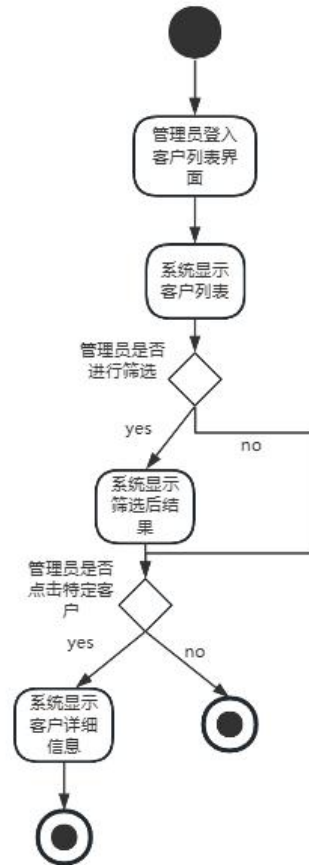 管理员登入
客户列表界
面
系统显示
客户列表
管理员是否
进行筛选
yes
no
系统显示
筛选后结
果
管理员是否
点击特定客
户
yes
no
系统显示
客户详细
信息